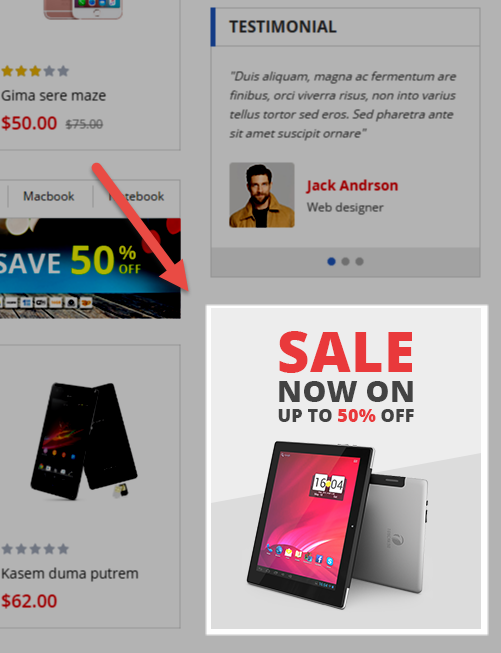 Gima sere maze
$50.00 $75.00
Macbook
Notebook
SAVE 50% OFF
Kasem duma putrem
$62.00
TESTIMONIAL
"Duis aliquam, magna ac fermentum are
finibus, orci viverra risus, non into varius
tellus tortor sed eros. Sed pharetra ante
sit amet suscipit ornare"
Jack Andrson
Web designer
SALE
NOW ON
UP TO 50% OFF
16 04